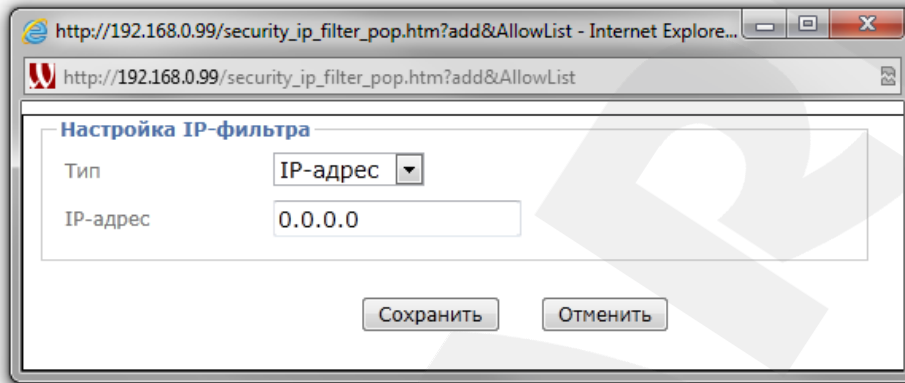 http://192.168.0.99/security_ip_filter_pop.htm?add&AllowList - Internet Explore...
http://192.168.0.99/security_ip_filter_pop.htm?add&AllowList
Настройка IP-фильтра
Тип IP-адрес
IP-адрес 0.0.0.0
Сохранить Отменить